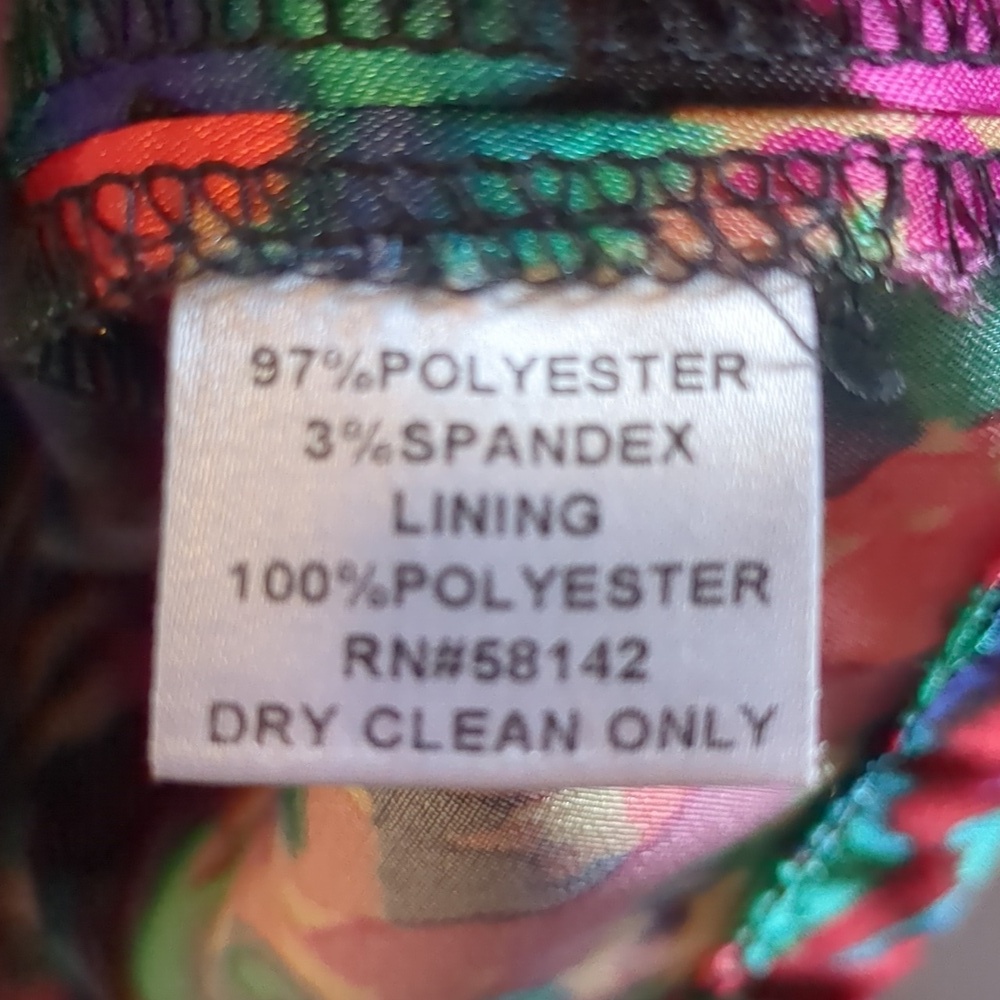 97%POLYESTER
3%SPANDEX
LINING
100%POLYESTER
RN#58142
DRY CLEAN ONLY